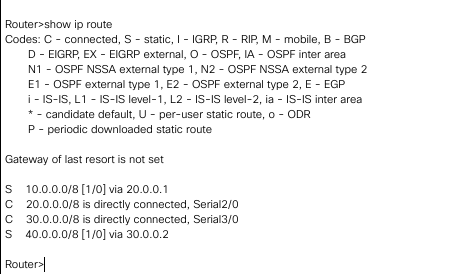 Router>show ip route
Codes: C - connected, S - static, I - IGRP, R - RIP, M - mobile, B - BGP
D - EIGRP, EX - EIGRP external, O - OSPF, IA - OSPF inter area
N1 - OSPF NSSA external type 1, N2 - OSPF NSSA external type 2
E1 - OSPF external type 1, E2 - OSPF external type 2, E - EGP
i - IS-IS, L1 - IS-IS level-1, L2 - IS-IS level-2, ia - IS-IS inter area
* - candidate default, U - per-user static route, o - ODR
P - periodic downloaded static route
Gateway of last resort is not set
S 10.0.0.0/8 [1/0] via 20.0.0.1
C 20.0.0.0/8 is directly connected, Serial2/0
C 30.0.0.0/8 is directly connected, Serial3/0
S 40.0.0.0/8 [1/0] via 30.0.0.2
Router>